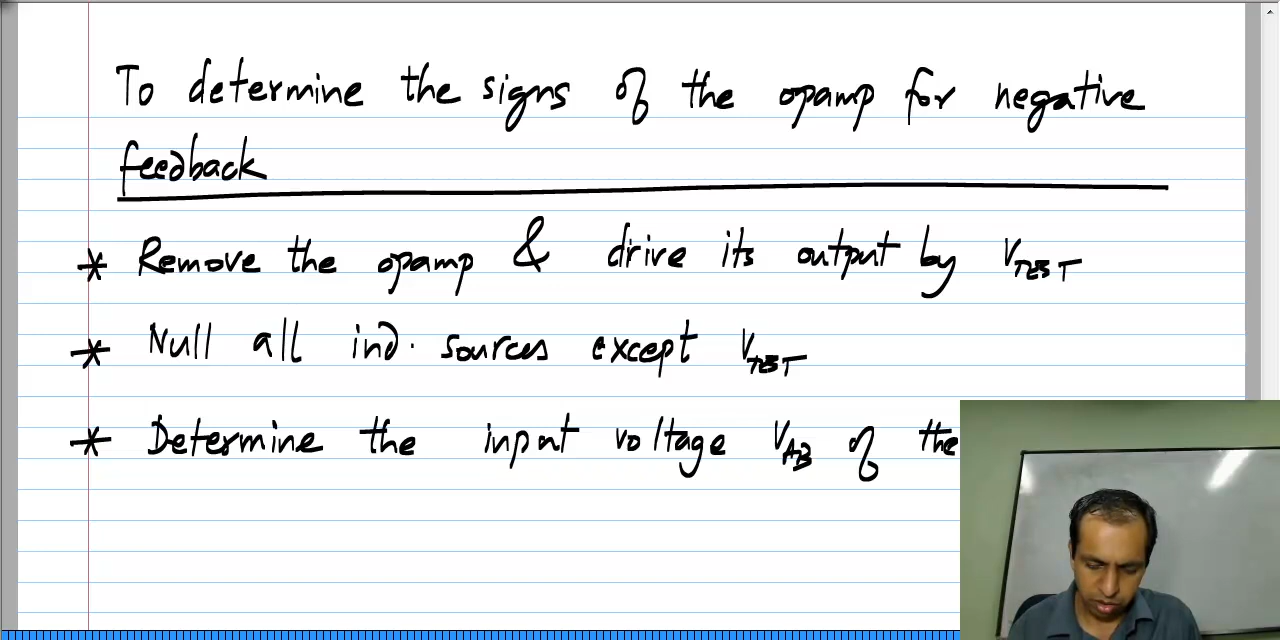 To determine the signs of the opamp for negative
feedback
* Remove the opamp & drive its output by VTEST
* Null all ind. sources except VTEST
* Determine the input voltage VAB of the